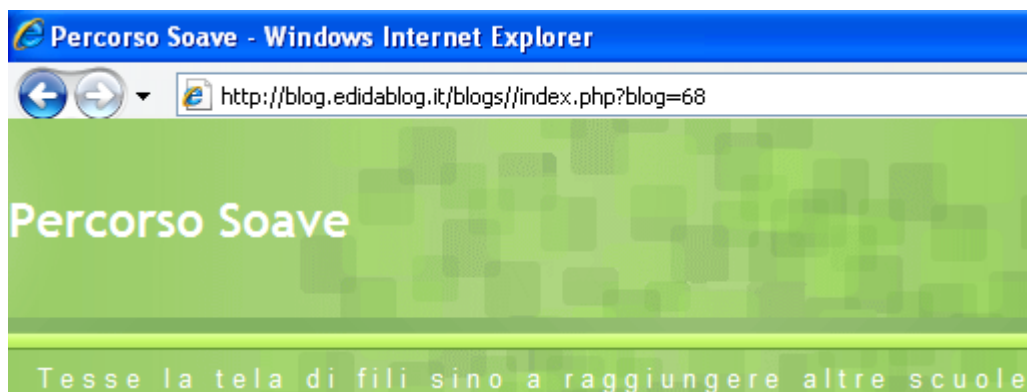 Percorso Soave - Windows Internet Explorer
http://blog.edidablog.it/blogs//index.php?blog=68
Percorso Soave
Tesse la tela di fili sino a raggiungere altre scuole